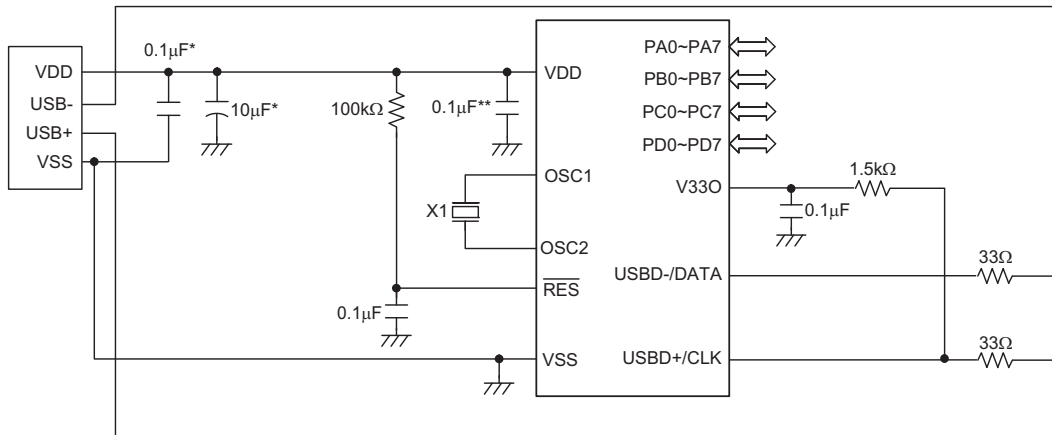 0.1μF*
VDD
USB-
USB+
VSS
10μF*
100kΩ
0.1μF**
VDD
PA0~PA7
PB0~PB7
PC0~PC7
PD0~PD7
V33O
1.5kΩ
0.1μF
OSC1
X1
OSC2
USBD-/DATA
33Ω
RES
0.1μF
VSS
USBD+/CLK
33Ω